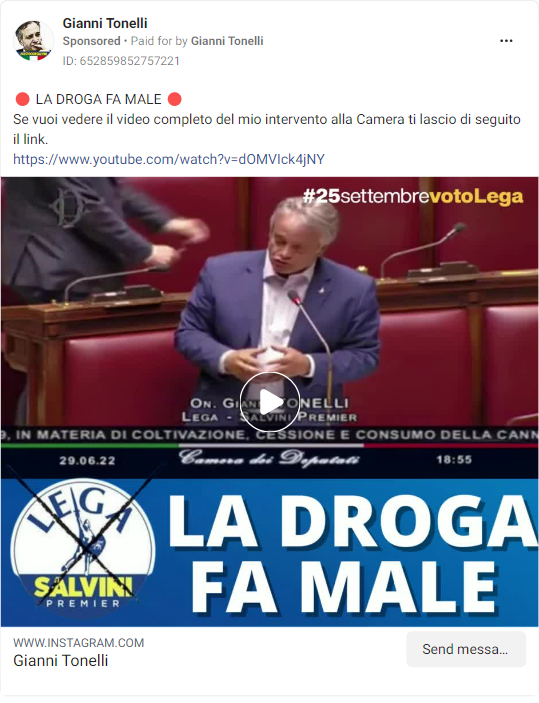 Gianni Tonelli
Sponsored • Paid for by Gianni Tonelli
ID: 652859852757221
🔴 LA DROGA FA MALE 🔴
Se vuoi vedere il video completo del mio intervento alla Camera ti lascio di seguito
il link.
https://www.youtube.com/watch?v=dOMVIck4jNY
#25settembrevotoLega
ON. GIANNI TONELLI
LEGA - SALVINI PREMIER
9, IN MATERIA DI COLTIVAZIONE, CESSIONE E CONSUMO DELLA CANN
29.06.22 Camera dei Deputati 18:55
LEGA
SALVINI
PREMIER
LA DROGA
FA MALE
WWW.INSTAGRAM.COM
Gianni Tonelli
Send messa...